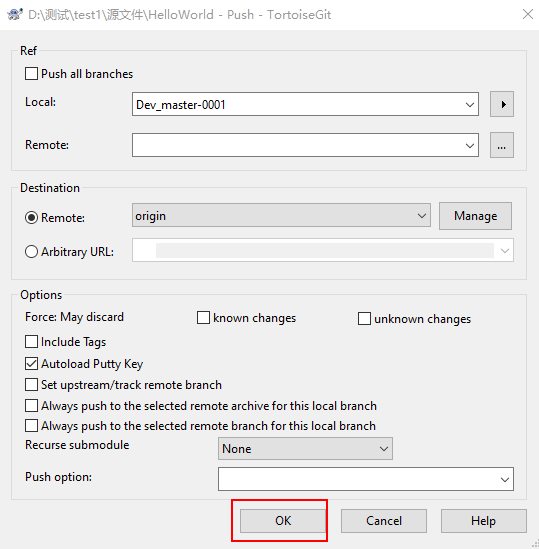 D:\测试\test1\源文件\HelloWorld - Push - TortoiseGit
Ref
Push all branches
Local:
Dev_master-0001
Remote:
...
Destination
Remote:
origin
Manage
Arbitrary URL:
Options
Force: May discard
known changes
unknown changes
Include Tags
Autoload Putty Key
Set upstream/track remote branch
Always push to the selected remote archive for this local branch
Always push to the selected remote branch for this local branch
Recurse submodule
None
Push option:
OK
Cancel
Help